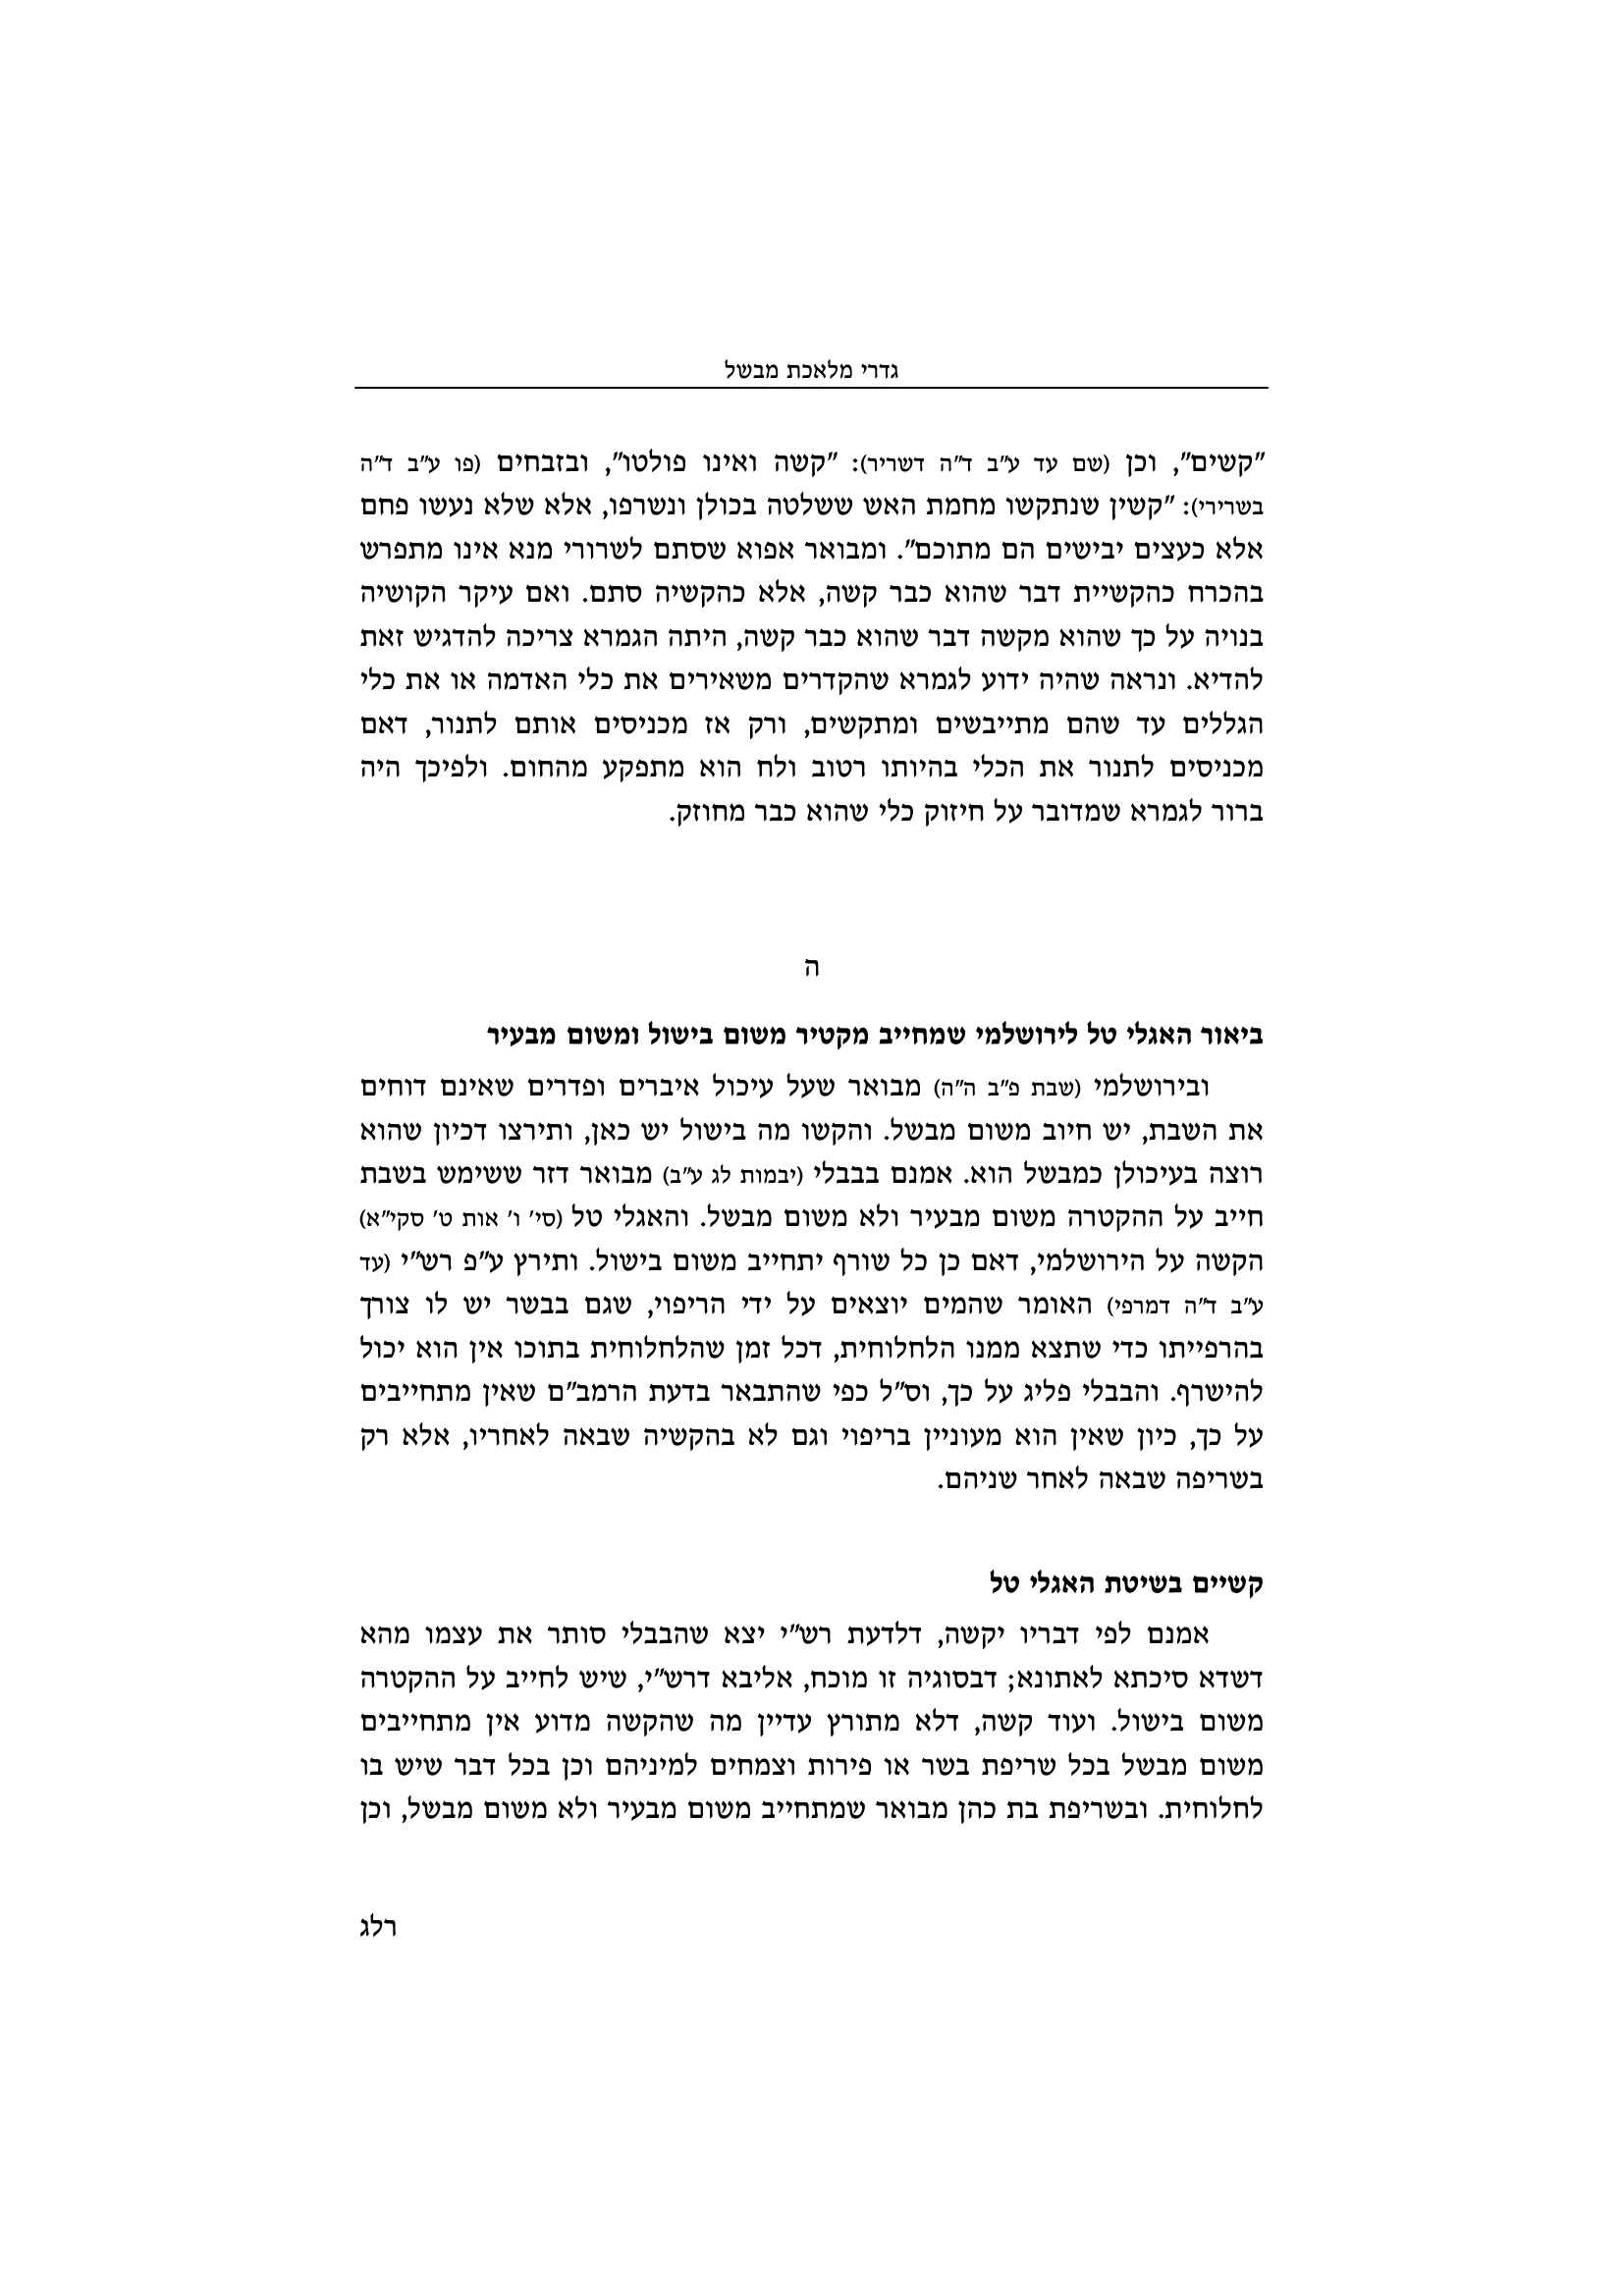 גדרי מלאכת מבשל
"קשים", וכן (שם עד ע"ב ד"ה דשריר): "קשה ואינו פולטו", ובזבחים (פו ע"ב ד"ה
בשרירי): "קשין שנתקשו מחמת האש ששלטה בכולן ונשרפו, אלא שלא נעשו פחם
אלא כעצים יבישים הם מתוכם". ומבואר אפוא שסתם לשרורי מנא אינו מתפרש
בהכרח כהקשיית דבר שהוא כבר קשה, אלא כהקשיה סתם. ואם עיקר הקושיה
בנויה על כך שהוא מקשה דבר שהוא כבר קשה, היתה הגמרא צריכה להדגיש זאת
להדיא. ונראה שהיה ידוע לגמרא שהקדרים משאירים את כלי האדמה או את כלי
הגללים עד שהם מתייבשים ומתקשים, ורק אז מכניסים אותם לתנור, דאם
מכניסים לתנור את הכלי בהיותו רטוב ולח הוא מתפקע מהחום. ולפיכך היה
ברור לגמרא שמדובר על חיזוק כלי שהוא כבר מחוזק.
ה
ביאור האגלי טל לירושלמי שמחייב מקטיר משום בישול ומשום מבעיר
ובירושלמי (שבת פ"ב ה"ה) מבואר שעל עיכול איברים ופדרים שאינם דוחים
את השבת, יש חיוב משום מבשל. והקשו מה בישול יש כאן, ותירצו דכיון שהוא
רוצה בעיכולן כמבשל הוא. אמנם בבבלי (יבמות לג ע"ב) מבואר דזר ששימש בשבת
חייב על ההקטרה משום מבעיר ולא משום מבשל. והאגלי טל (סי' ו' אות ט' סקי"א)
הקשה על הירושלמי, דאם כן כל שורף יתחייב משום בישול. ותירץ ע"פ רש"י (עד
ע"ב ד"ה דמרפי) האומר שהמים יוצאים על ידי הריפוי, שגם בבשר יש לו צורך
בהרפייתו כדי שתצא ממנו הלחלוחית, דכל זמן שהלחלוחית בתוכו אין הוא יכול
להישרף. והבבלי פליג על כך, וס"ל כפי שהתבאר בדעת הרמב"ם שאין מתחייבים
על כך, כיון שאין הוא מעוניין בריפוי וגם לא בהקשיה שבאה לאחריו, אלא רק
בשריפה שבאה לאחר שניהם.
קשיים בשיטת האגלי טל
אמנם לפי דבריו יקשה, דלדעת רש"י יצא שהבבלי סותר את עצמו מהא
דשדא סיכתא לאתונא; דבסוגיה זו מוכח, אליבא דרש"י, שיש לחייב על ההקטרה
משום בישול. ועוד קשה, דלא מתורץ עדיין מה שהקשה מדוע אין מתחייבים
משום מבשל בכל שריפת בשר או פירות וצמחים למיניהם וכן בכל דבר שיש בו
לחלוחית. ובשריפת בת כהן מבואר שמתחייב משום מבעיר ולא משום מבשל, וכן
רלג